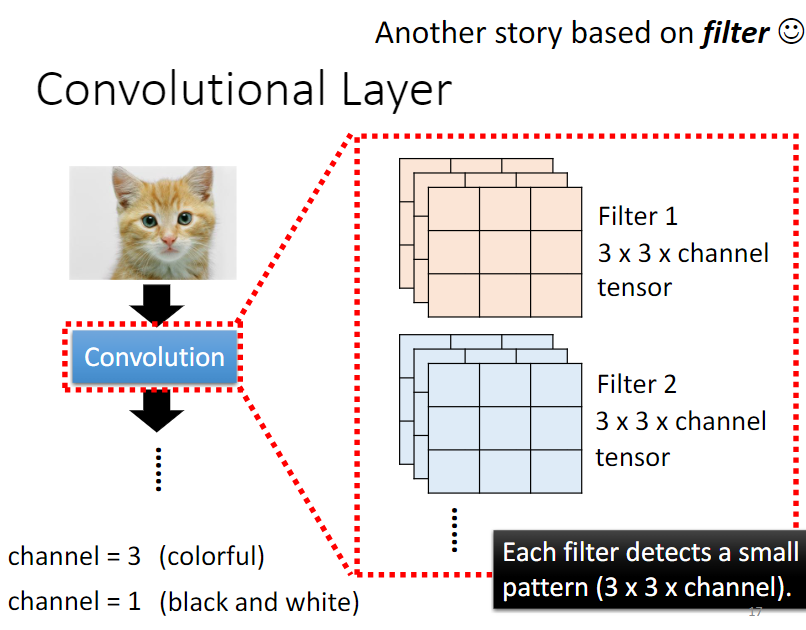 Another story based on filter ☺
Convolutional Layer
Convolution
Filter 1
3 x 3 x channel
tensor
Filter 2
3 x 3 x channel
tensor
channel = 3 (colorful)
channel = 1 (black and white)
Each filter detects a small
pattern (3 x 3 x channel).
17